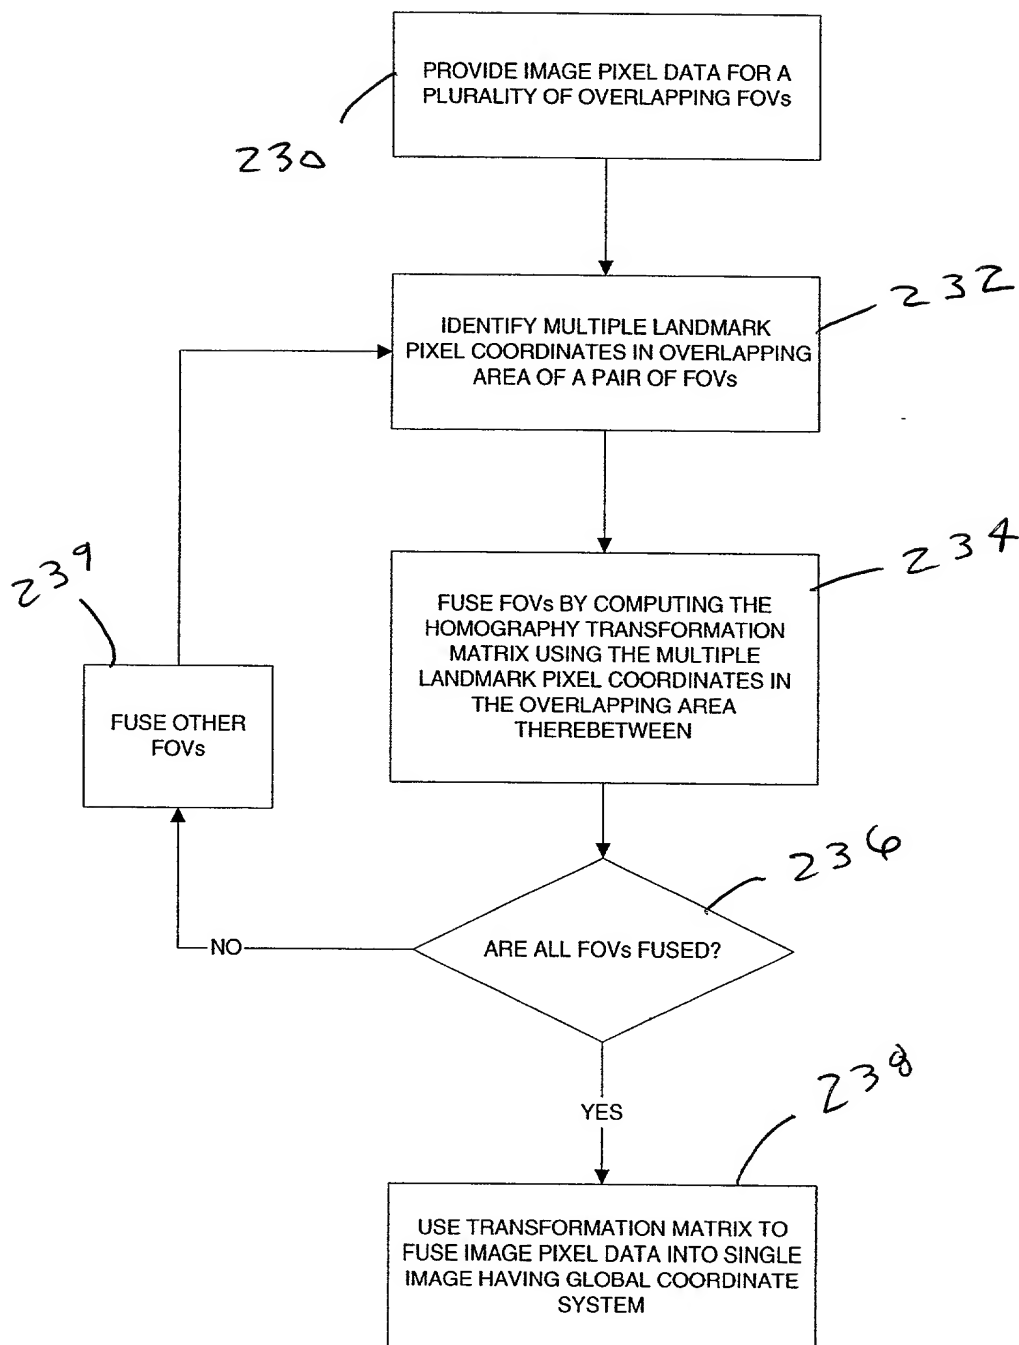 PROVIDE IMAGE PIXEL DATA FOR A
PLURALITY OF OVERLAPPING FOVs
230
IDENTIFY MULTIPLE LANDMARK
PIXEL COORDINATES IN OVERLAPPING
AREA OF A PAIR OF FOVs
232
FUSE FOVs BY COMPUTING THE
HOMOGRAPHY TRANSFORMATION
MATRIX USING THE MULTIPLE
LANDMARK PIXEL COORDINATES IN
THE OVERLAPPING AREA
THEREBETWEEN
234
239
FUSE OTHER
FOVs
236
ARE ALL FOVs FUSED?
NO
YES
238
USE TRANSFORMATION MATRIX TO
FUSE IMAGE PIXEL DATA INTO SINGLE
IMAGE HAVING GLOBAL COORDINATE
SYSTEM